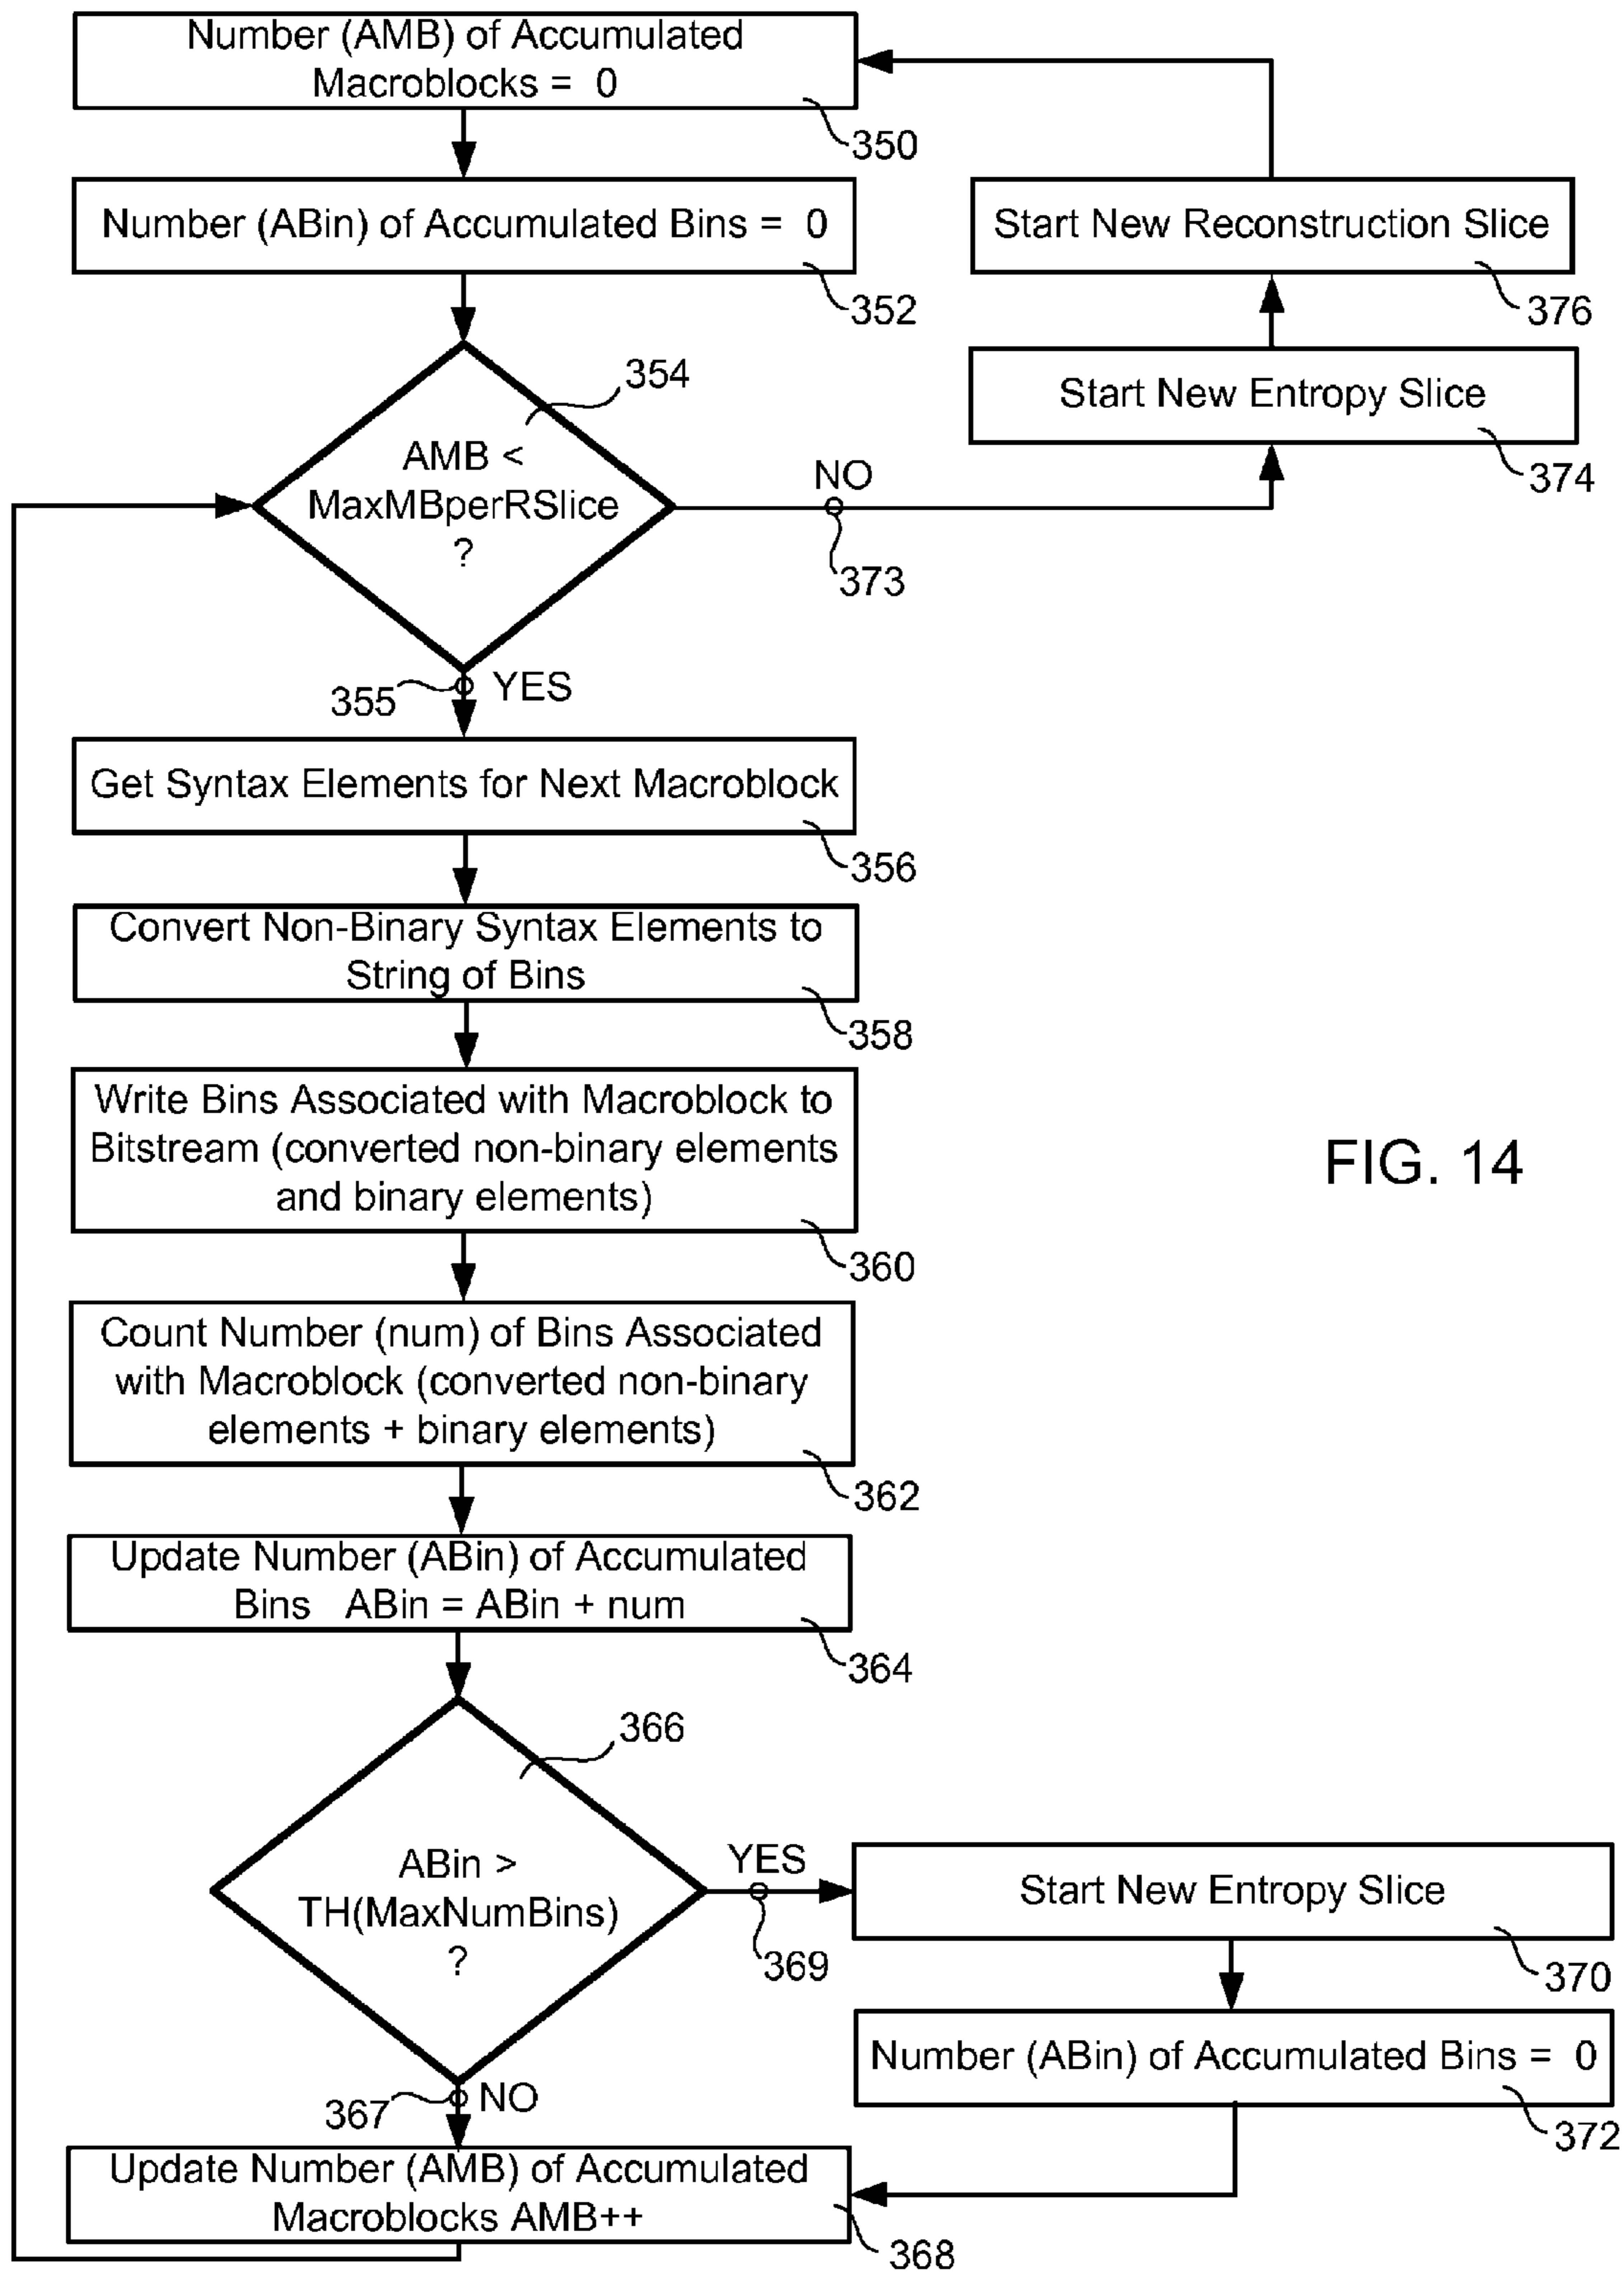 Number (AMB) of Accumulated
Macroblocks = 0
350
Number (ABin) of Accumulated Bins = 0
352
Start New Reconstruction Slice
376
Start New Entropy Slice
374
354
AMB <
MaxMBperRSlice
?
NO
373
355
YES
Get Syntax Elements for Next Macroblock
356
Convert Non-Binary Syntax Elements to
String of Bins
358
Write Bins Associated with Macroblock to
Bitstream (converted non-binary elements
and binary elements)
360
FIG. 14
Count Number (num) of Bins Associated
with Macroblock (converted non-binary
elements + binary elements)
362
Update Number (ABin) of Accumulated
Bins ABin = ABin + num
364
366
ABin >
TH(MaxNumBins)
?
YES
369
Start New Entropy Slice
370
Number (ABin) of Accumulated Bins = 0
372
367
NO
Update Number (AMB) of Accumulated
Macroblocks AMB++
368